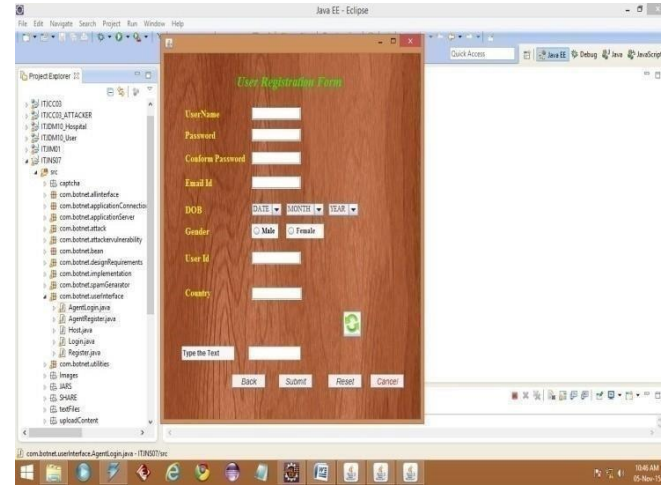 Java EE - Eclipse
File Edit Navigate Search Project Run Window Help
Quick Access
Java EE Debug Java JavaScript
Project Explorer
ITICC03
ITICC03_ATTACKER
ITIDM10_Hospital
ITIDM10_User
ITJIM01
ITINS07
src
captcha
com.botnet.allinterface
com.botnet.applicationConnection
com.botnet.applicationServer
com.botnet.attack
com.botnet.attackervulnerability
com.botnet.bean
com.botnet.designRequirements
com.botnet.implementation
com.botnet.spamGenarator
com.botnet.userInterface
AgentLogin.java
AgentRegister.java
Host.java
Login.java
Register.java
com.botnet.utilities
Images
JARS
SHARE
textFiles
uploadContent
User Registration Form
UserName
Password
Conform Password
Email Id
DOB DATE MONTH YEAR
Gender Male Female
User Id
Country
Type the Text
Back Submit Reset Cancel
com.botnet.userInterface.AgentLogin.java - ITINS07/src
10:46 AM